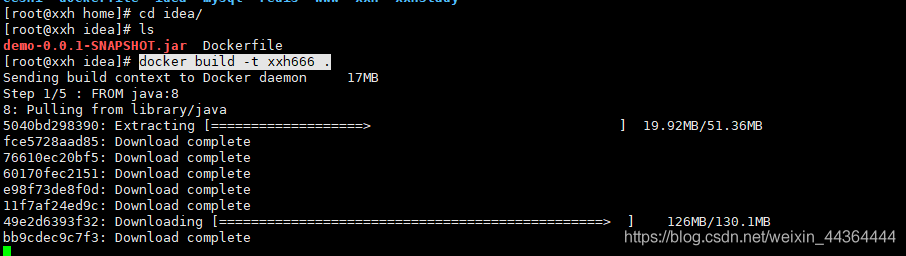 [root@xxh home]# cd idea/
[root@xxh idea]# ls
demo-0.0.1-SNAPSHOT.jar  Dockerfile
[root@xxh idea]# docker build -t xxh666 .
Sending build context to Docker daemon     17MB
Step 1/5 : FROM java:8
8: Pulling from library/java
5040bd298390: Extracting [===================>                               ]  19.92MB/51.36MB
fce5728aad85: Download complete
76610ec20bf5: Download complete
60170fec2151: Download complete
e98f73de8f0d: Download complete
11f7af24ed9c: Download complete
49e2d6393f32: Downloading [================================================>  ]    126MB/130.1MB
bb9cdec9c7f3: Download complete
https://blog.csdn.net/weixin_44364444